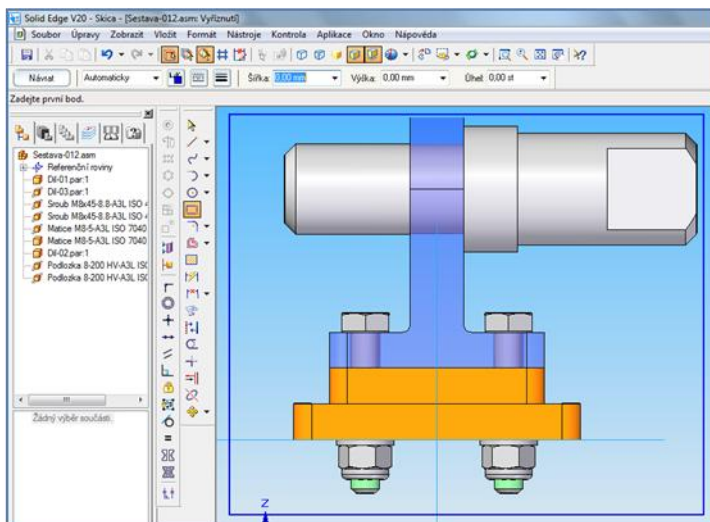 Solid Edge V20 - Skica - [Sestava-012.asm: Vyříznutí]
Soubor Úpravy Zobrazit Vložit Formát Nástroje Kontrola Aplikace Okno Nápověda
Návrat Automaticky Šířka: 0,00 mm Výška: 0,00 mm Úhel: 0,00 st
Zadejte první bod.
Sestava-012.asm
Referenční roviny
Díl-01.par:1
Díl-03.par:1
Sroub M8x45-8.8-A3L ISO 4
Sroub M8x45-8.8-A3L ISO 4
Matice M8-5-A3L ISO 7040
Matice M8-5-A3L ISO 7040
Díl-02.par:1
Podlozka 8-200 HV-A3L ISO
Podlozka 8-200 HV-A3L ISO
Žádný výběr součásti.
Z